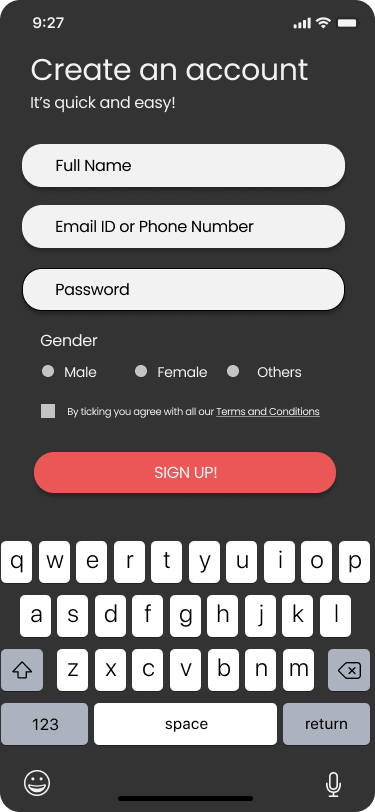 9:27
Create an account
It's quick and easy!
Full Name
Email ID or Phone Number
Password
Gender
Male Female Others
By ticking you agree with all our Terms and Conditions
SIGN UP!
q w e r t y u i o p
a s d f g h j k l
z x c v b n m
123 space return